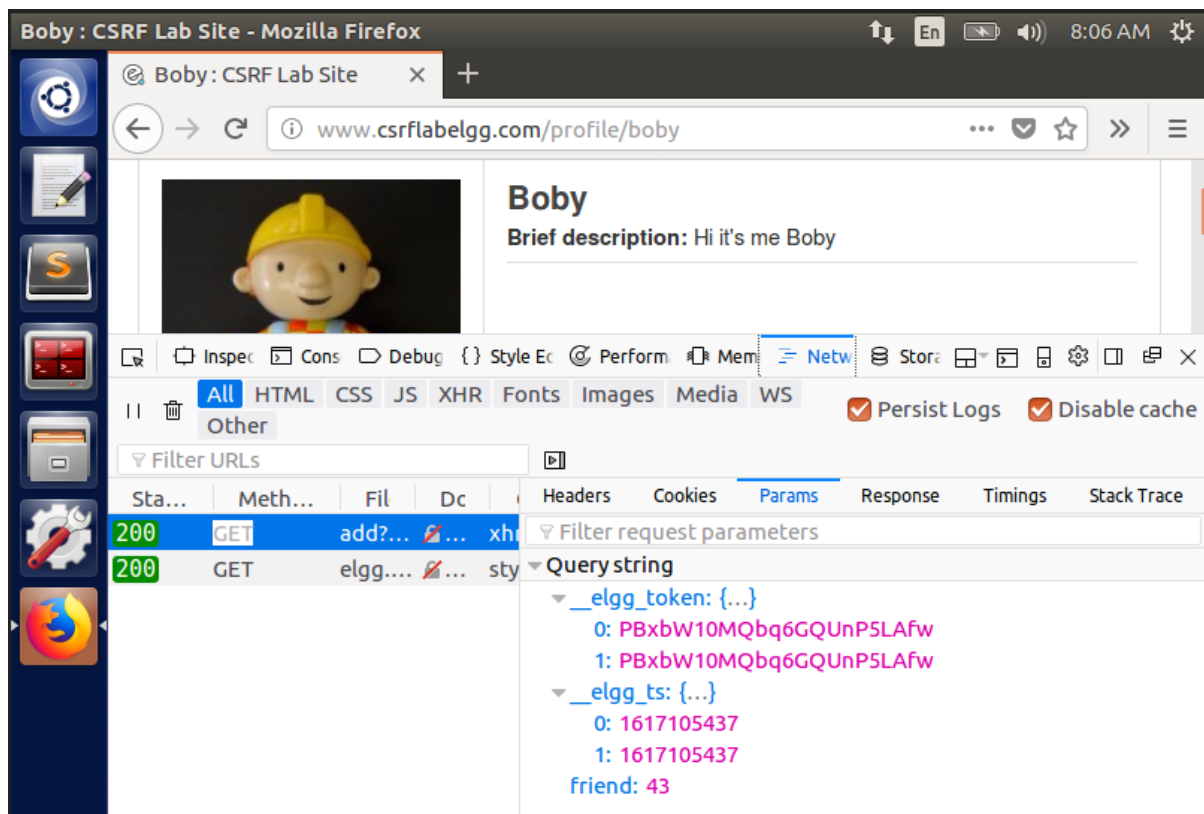 Boby : CSRF Lab Site - Mozilla Firefox
En
8:06 AM
Boby : CSRF Lab Site
www.csrflabelgg.com/profile/boby
Boby
Brief description: Hi it's me Boby
S
Inspec Cons Debug {} Style Ec Perform Mem Netw Stora
All HTML CSS JS XHR Fonts Images Media WS
Other
Persist Logs Disable cache
Filter URLs
Sta... Meth... Fil Dc
Headers Cookies Params Response Timings Stack Trace
200 GET add?... ... xhr
Filter request parameters
200 GET elgg.... ... sty
Query string
__elgg_token: {...}
0: PBxbW10MQbq6GQUnP5LAfw
1: PBxbW10MQbq6GQUnP5LAfw
__elgg_ts: {...}
0: 1617105437
1: 1617105437
friend: 43